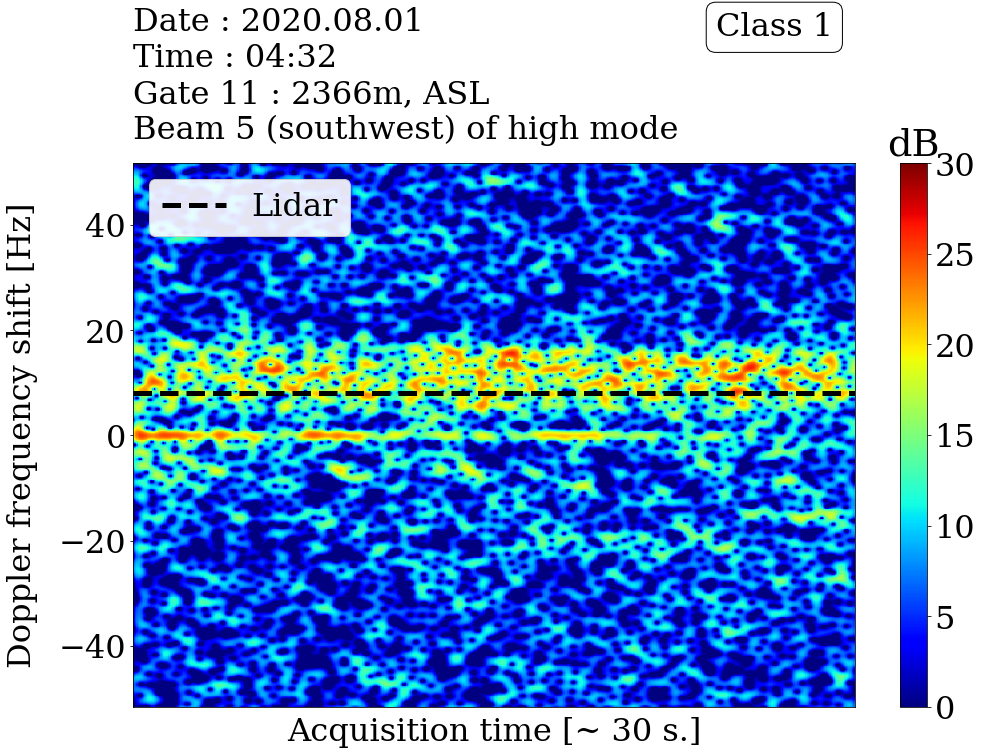 Date : 2020.08.01
Time : 04:32
Gate 11 : 2366m, ASL
Beam 5 (southwest) of high mode
Class 1
dB
Lidar
Doppler frequency shift [Hz]
40
20
0
−20
−40
Acquisition time [~ 30 s.]
30
25
20
15
10
5
0